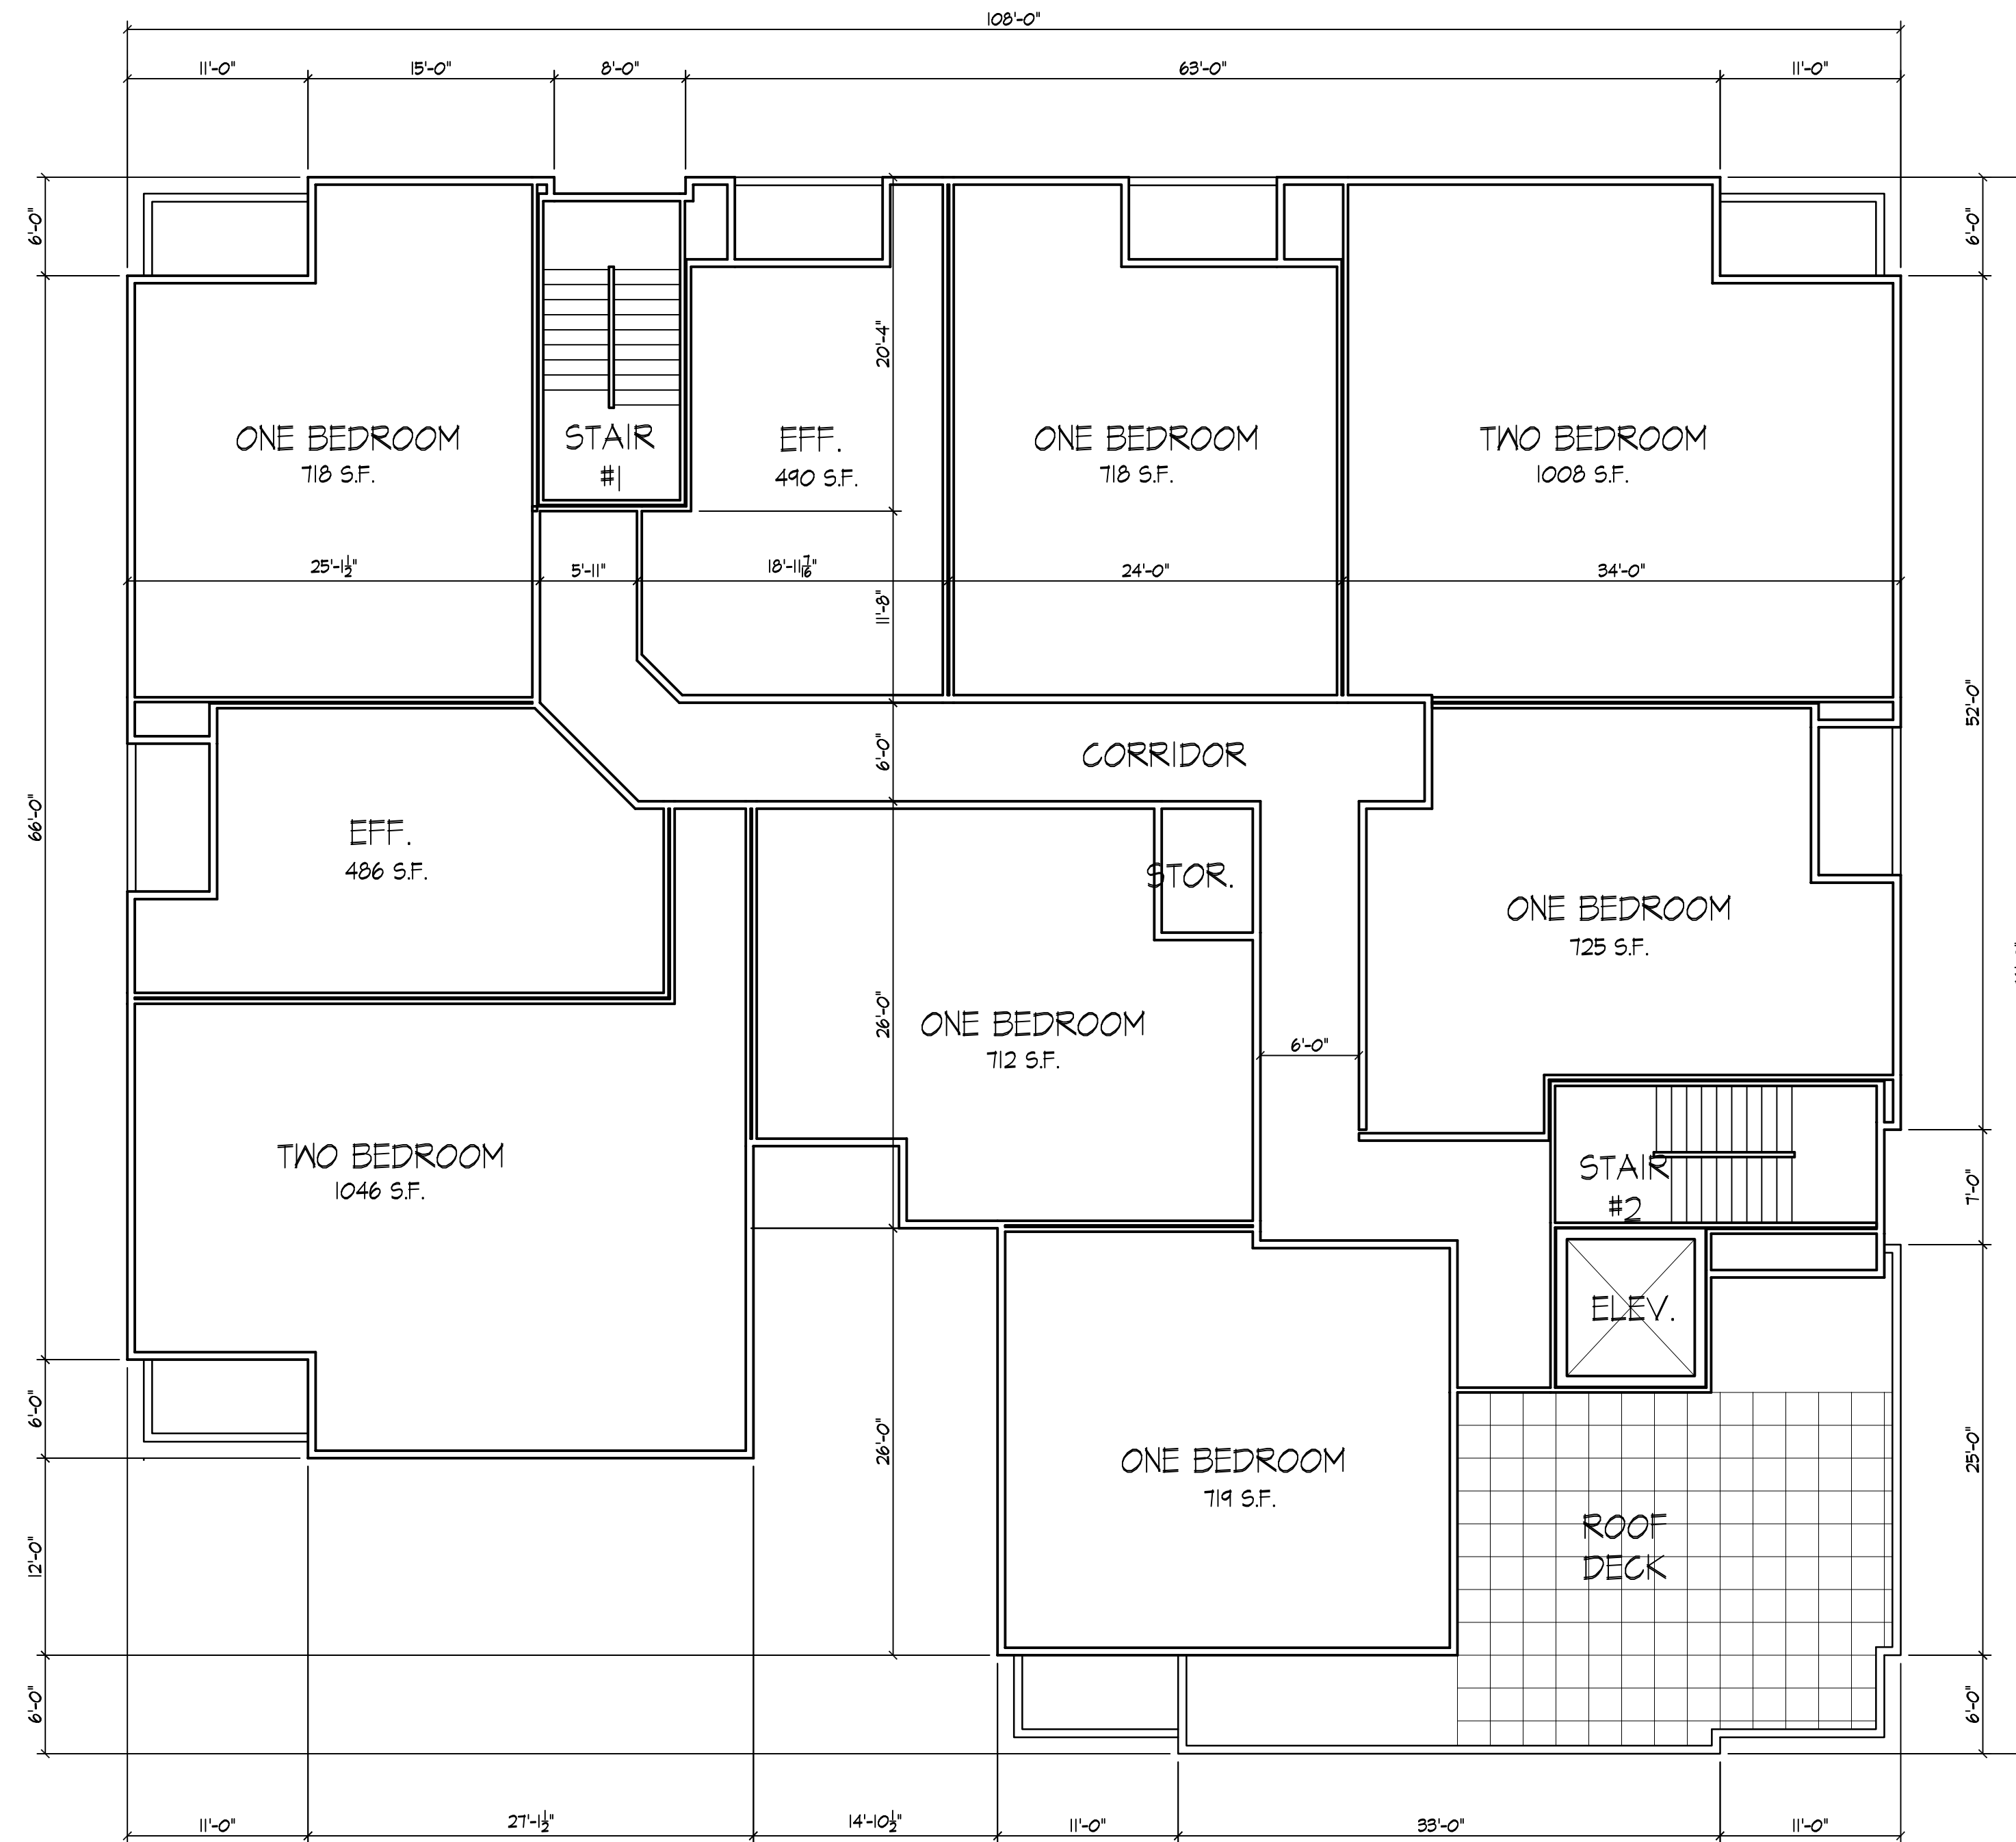 108'-0"
11'-0"
15'-0"
8'-0"
63'-0"
11'-0"
6'-0"
6'-0"
20'-4"
ONE BEDROOM
718 S.F.
STAIR
#1
EFF.
490 S.F.
ONE BEDROOM
718 S.F.
TWO BEDROOM
1008 S.F.
25'-1½"
5'-11"
18'-11 7/16"
24'-0"
34'-0"
11'-8"
52'-0"
6'-0"
CORRIDOR
66'-0"
EFF.
486 S.F.
STOR.
ONE BEDROOM
725 S.F.
26'-0"
ONE BEDROOM
712 S.F.
6'-0"
TWO BEDROOM
1046 S.F.
STAIR
#2
7'-0"
ELEV.
6'-0"
26'-0"
25'-0"
ONE BEDROOM
719 S.F.
ROOF
DECK
12'-0"
6'-0"
6'-0"
11'-0"
27'-1½"
14'-10½"
11'-0"
33'-0"
11'-0"